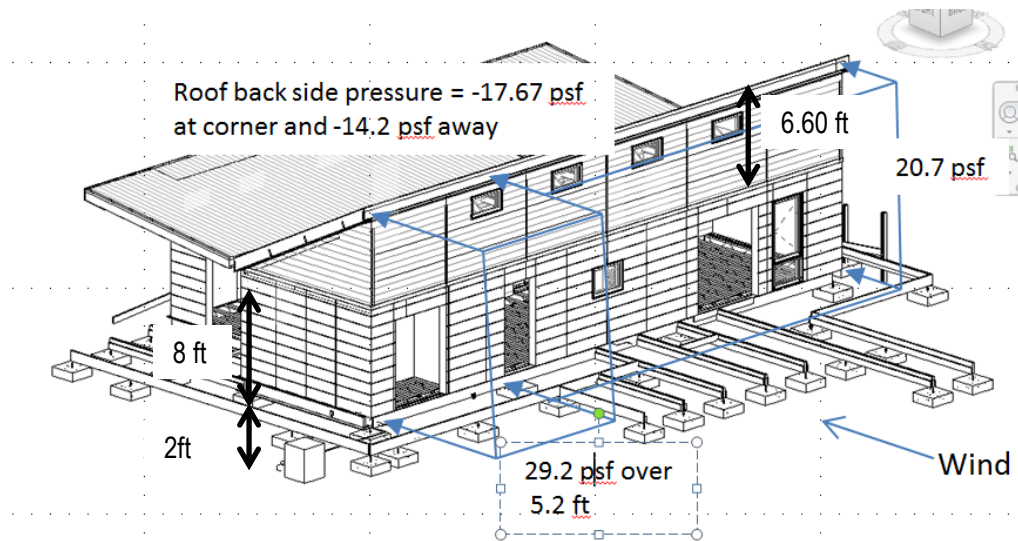 Roof back side pressure = -17.67 psf
at corner and -14.2 psf away
6.60 ft
20.7 psf
8 ft
2ft
29.2 psf over
5.2 ft
Wind